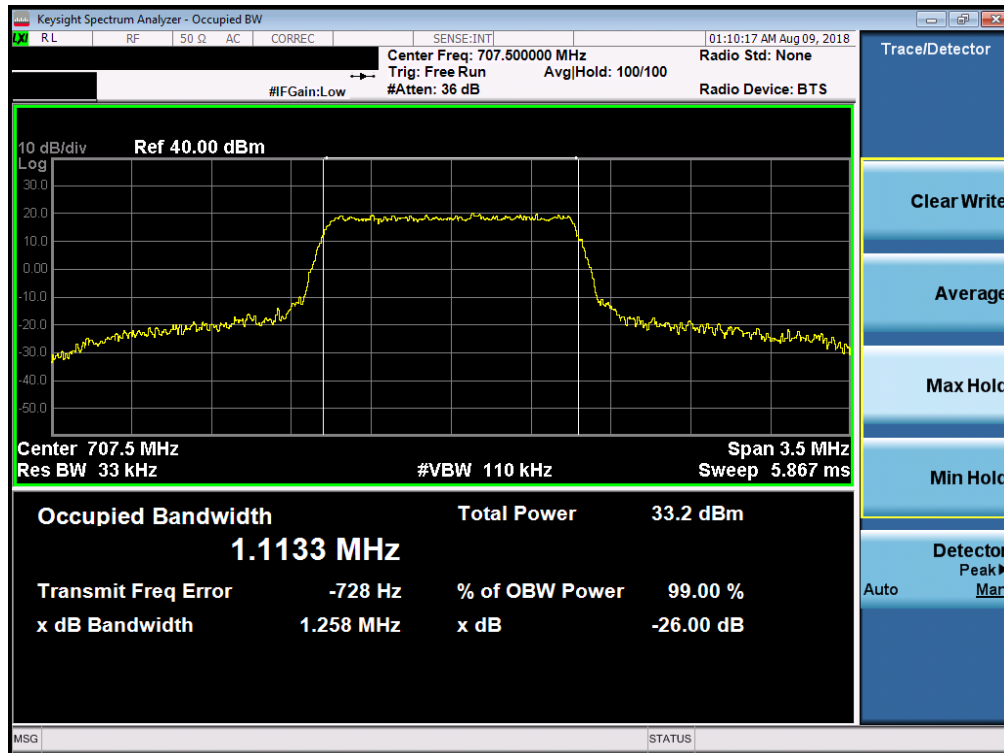 Keysight Spectrum Analyzer - Occupied BW
LXI RL RF 50 Ω AC CORREC SENSE:INT 01:10:17 AM Aug 09, 2018
Center Freq: 707.500000 MHz Radio Std: None
Trig: Free Run Avg|Hold: 100/100
#IFGain:Low #Atten: 36 dB Radio Device: BTS
10 dB/div Ref 40.00 dBm
Log
30.0
20.0
10.0
0.00
-10.0
-20.0
-30.0
-40.0
-50.0
Center 707.5 MHz Span 3.5 MHz
Res BW 33 kHz #VBW 110 kHz Sweep 5.867 ms
Occupied Bandwidth Total Power 33.2 dBm
1.1133 MHz
Transmit Freq Error -728 Hz % of OBW Power 99.00 %
x dB Bandwidth 1.258 MHz x dB -26.00 dB
MSG STATUS
Trace/Detector
Clear Write
Average
Max Hold
Min Hold
Detector
Peak
Auto Man